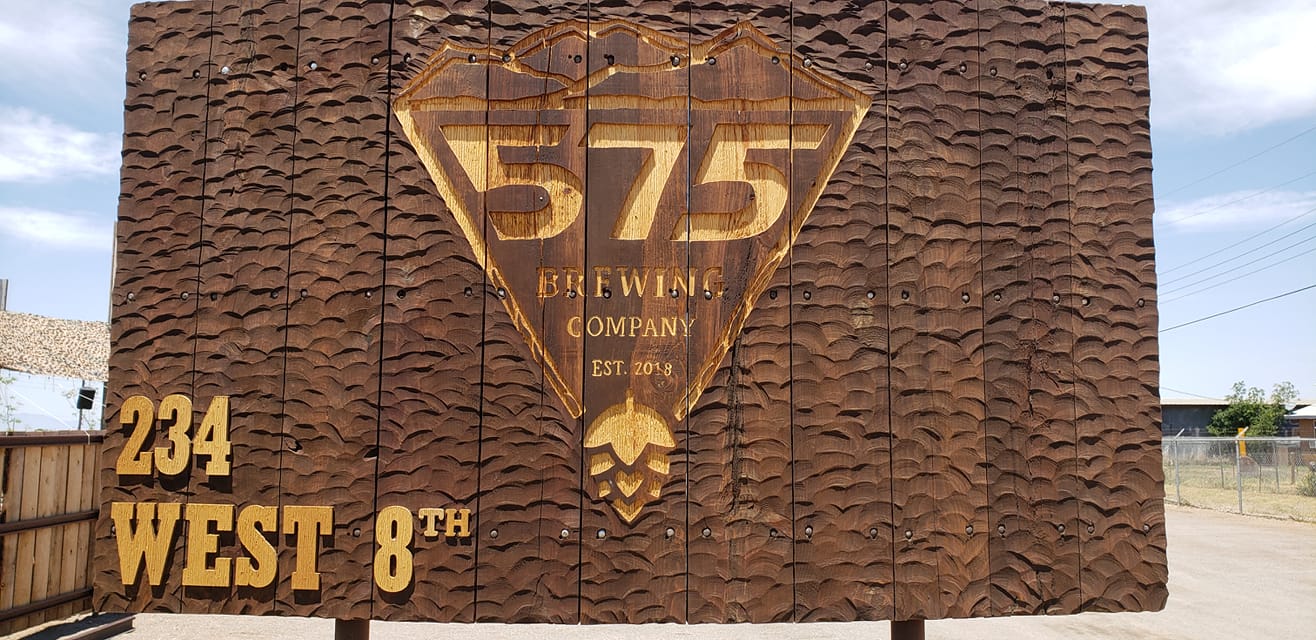 575
BREWING
COMPANY
EST. 2018
234
WEST 8TH